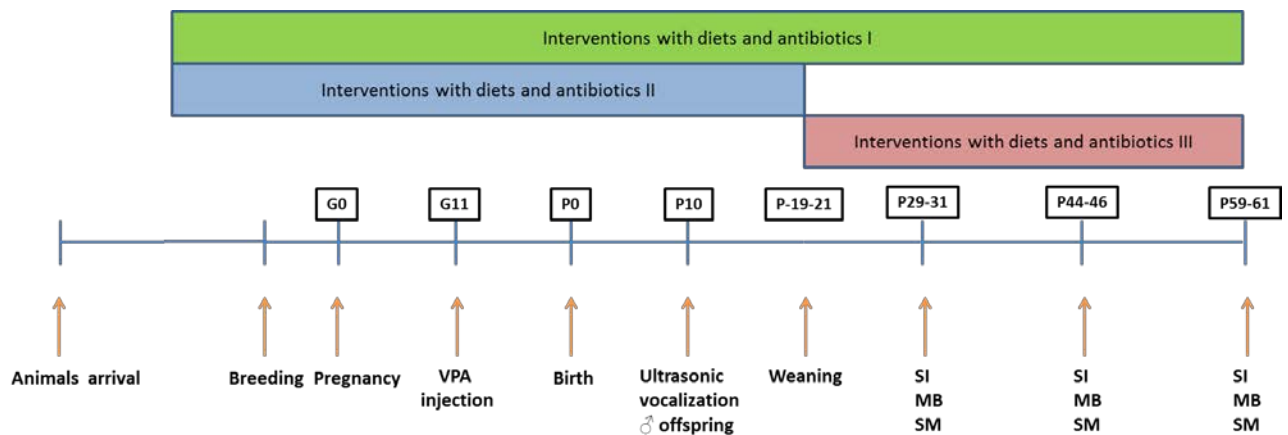 Interventions with diets and antibiotics I
Interventions with diets and antibiotics II
Interventions with diets and antibiotics III
G0 G11 P0 P10 P-19-21 P29-31 P44-46 P59-61
Animals arrival Breeding Pregnancy VPA Birth Ultrasonic Weaning SI SI SI
injection vocalization MB MB MB
♂ offspring SM SM SM